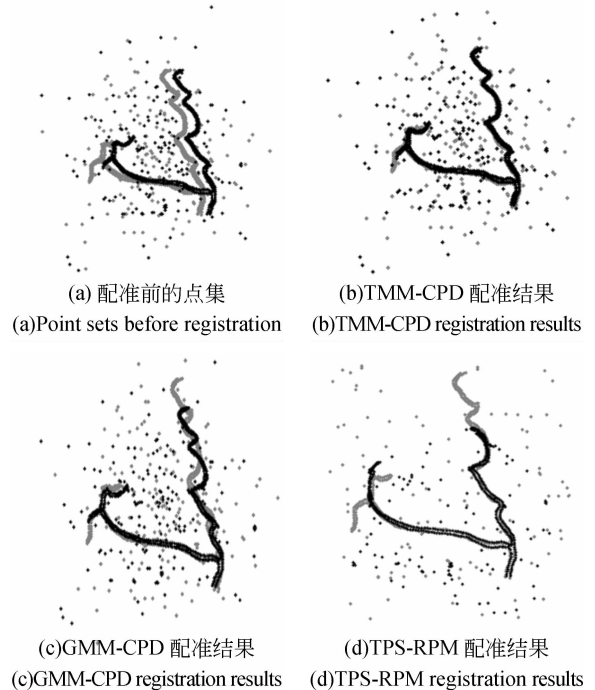 (a) 配准前的点集
(a)Point sets before registration
(b)TMM-CPD 配准结果
(b)TMM-CPD registration results
(c)GMM-CPD 配准结果
(c)GMM-CPD registration results
(d)TPS-RPM 配准结果
(d)TPS-RPM registration results